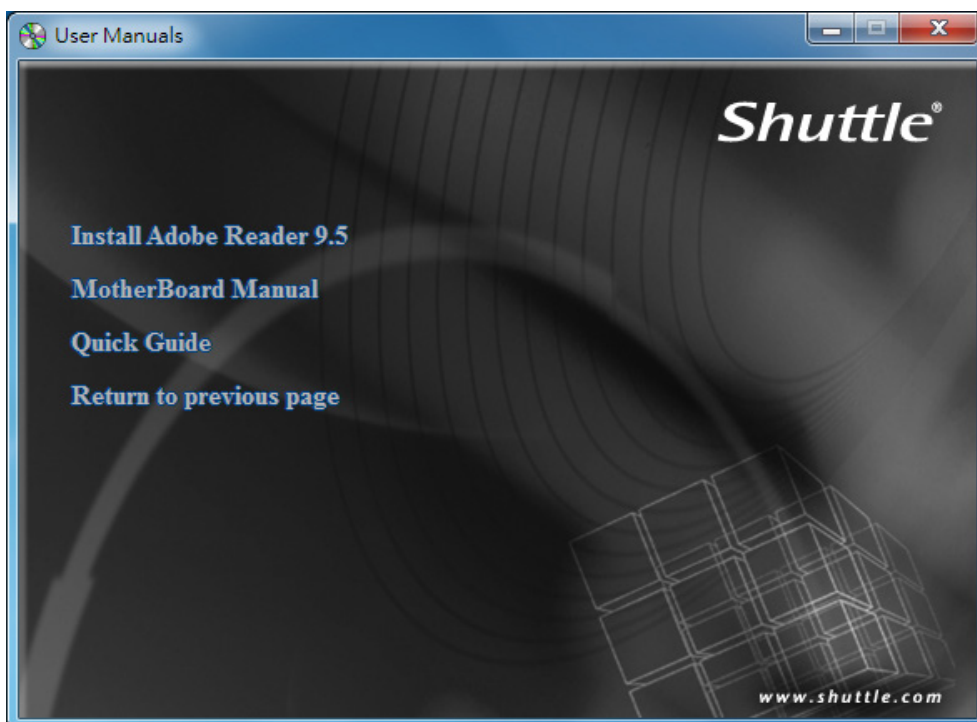 User Manuals
Shuttle®
Install Adobe Reader 9.5
MotherBoard Manual
Quick Guide
Return to previous page
www.shuttle.com